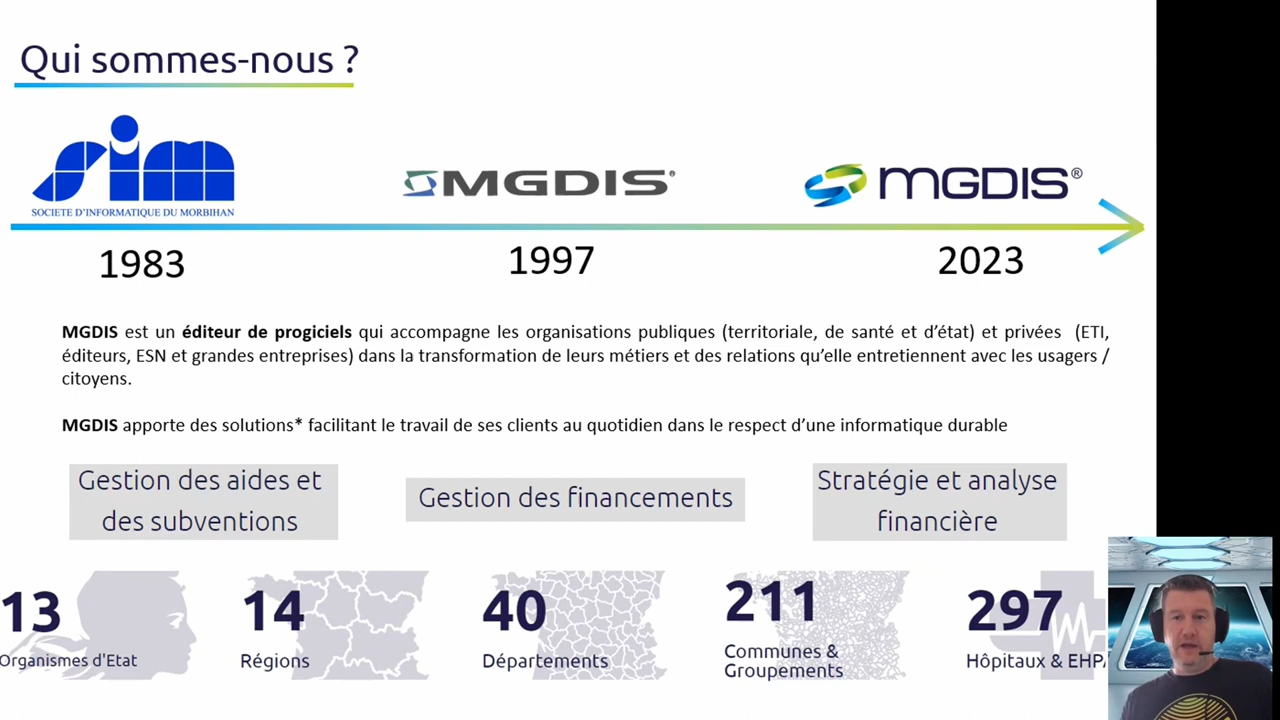 Qui sommes-nous ?
sim
SOCIETE D'INFORMATIQUE DU MORBIHAN
MGDIS®
MGDIS®
1983
1997
2023
MGDIS est un éditeur de progiciels qui accompagne les organisations publiques (territoriale, de santé et d'état) et privées (ETI,
éditeurs, ESN et grandes entreprises) dans la transformation de leurs métiers et des relations qu'elle entretiennent avec les usagers /
citoyens.
MGDIS apporte des solutions* facilitant le travail de ses clients au quotidien dans le respect d'une informatique durable
Gestion des aides et
des subventions
Gestion des financements
Stratégie et analyse
financière
13
Organismes d'Etat
14
Régions
40
Départements
211
Communes &
Groupements
297
Hôpitaux &